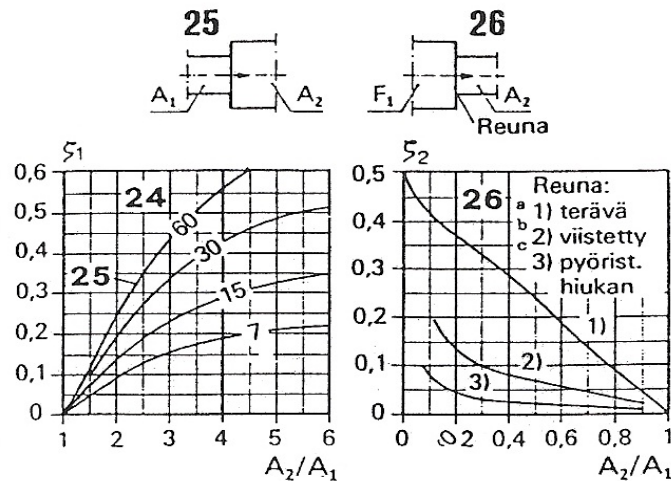 25
26
A1
A2
F1
A2
Reuna
ζ1
0,6
0,5
0,4
0,3
0,2
0,1
0
24
25
60
30
15
7
1
2
3
4
5
6
A2/A1
ζ2
0,5
0,4
0,3
0,2
0,1
0
26
Reuna:
a
1) terävä
b
2) viistetty
c
3) pyörist.
hiukan
1)
2)
3)
0
0,4
0,6
0,8
1
A2/A1